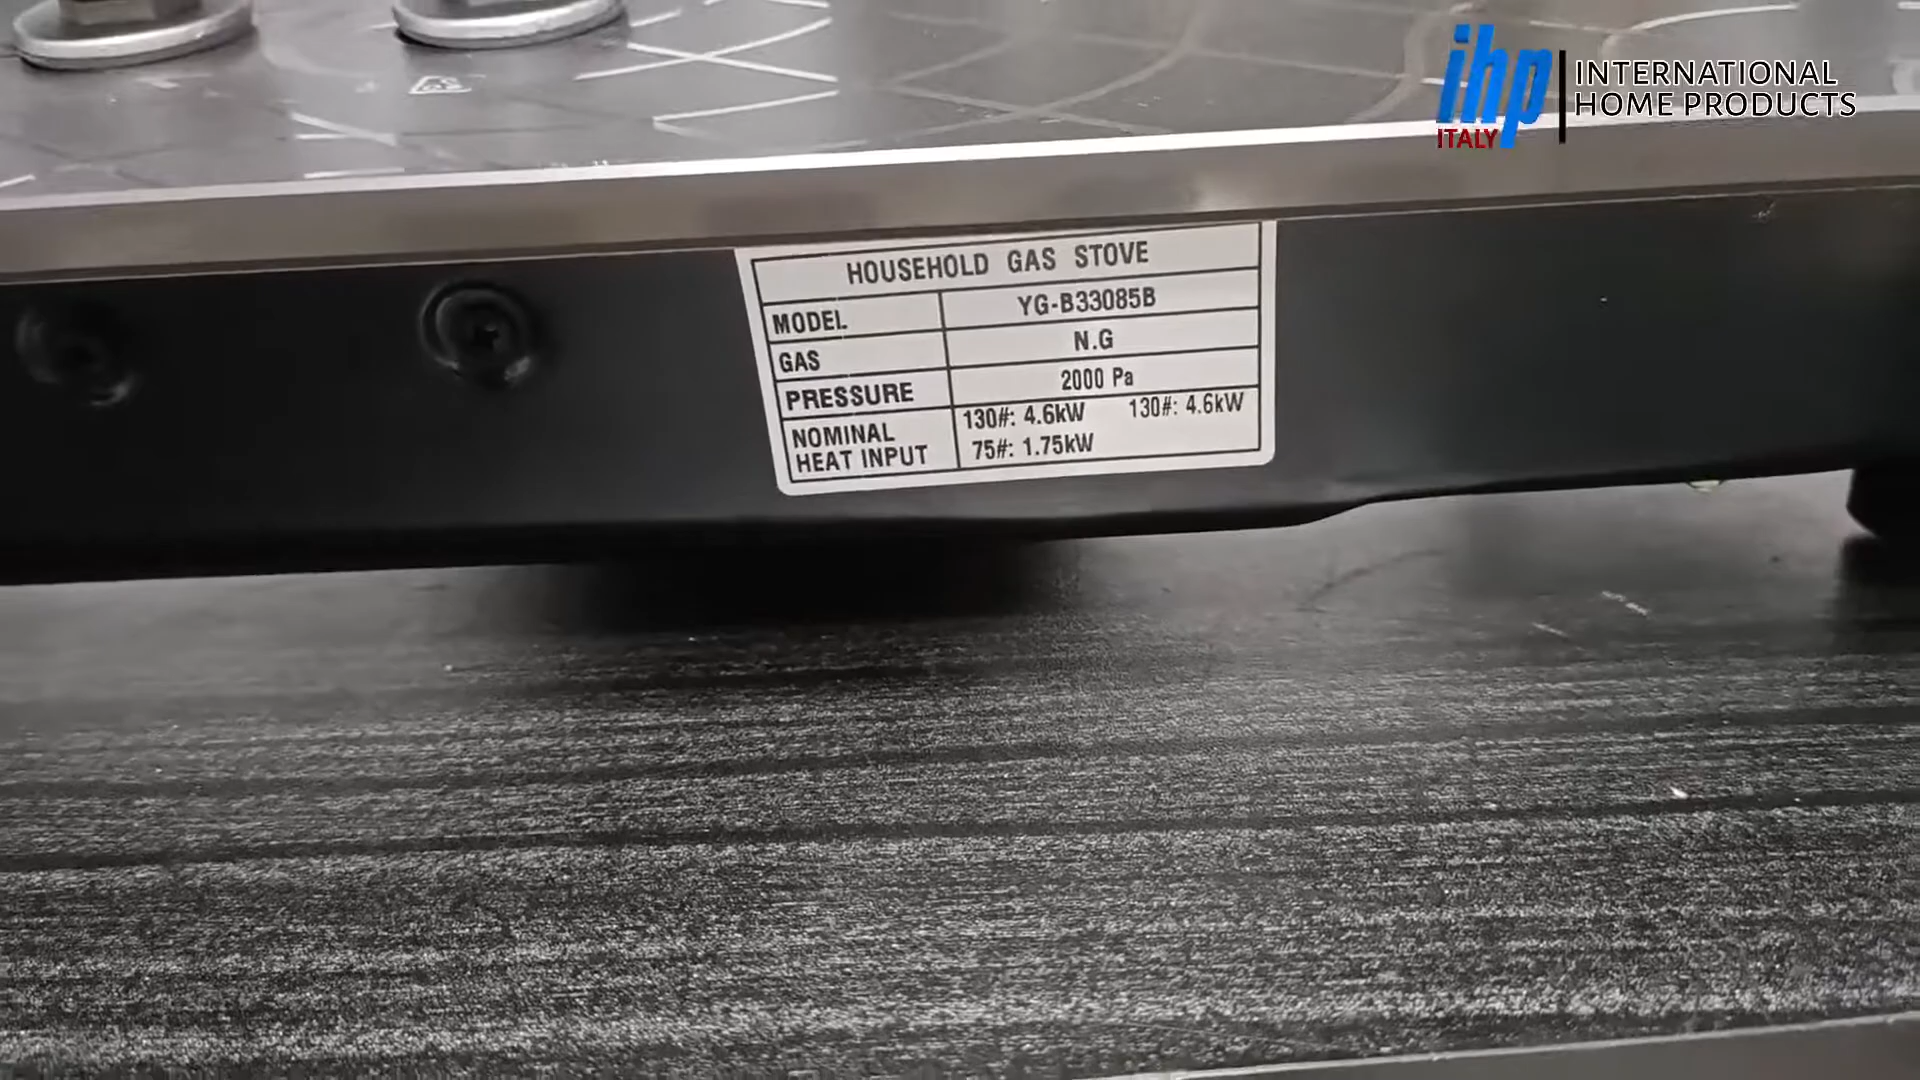 ihp
ITALY
INTERNATIONAL
HOME PRODUCTS
HOUSEHOLD GAS STOVE
MODEL YG-B33085B
GAS N.G
PRESSURE 2000 Pa
NOMINAL HEAT INPUT 130#: 4.6kW 130#: 4.6kW
75#: 1.75kW